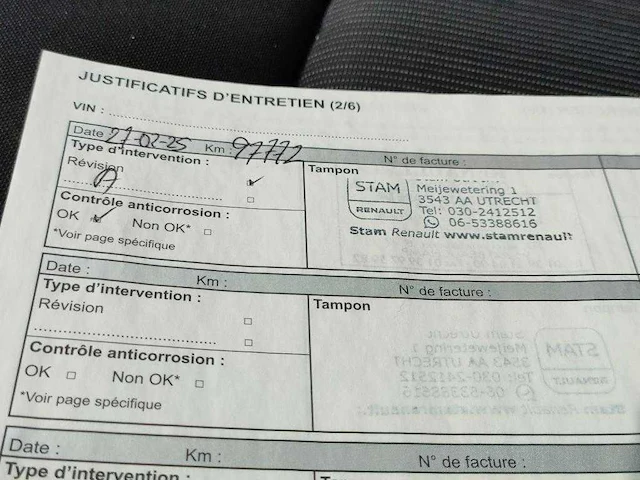 JUSTIFICATIFS D'ENTRETIEN (2/6)
VIN :
Date 27-02-25 Km : 97772 N° de facture :
Type d'intervention :
Révision
A
Contrôle anticorrosion :
OK Non OK*
*Voir page spécifique
Tampon
STAM
RENAULT
Meijewetering 1
3543 AA UTRECHT
Tel: 030-2412512
06-53388616
Stam Renault www.stamrenault
Date : Km : N° de facture :
Type d'intervention :
Révision
Contrôle anticorrosion :
OK Non OK*
*Voir page spécifique
Tampon
Date : Km : N° de facture :
Type d'intervention :